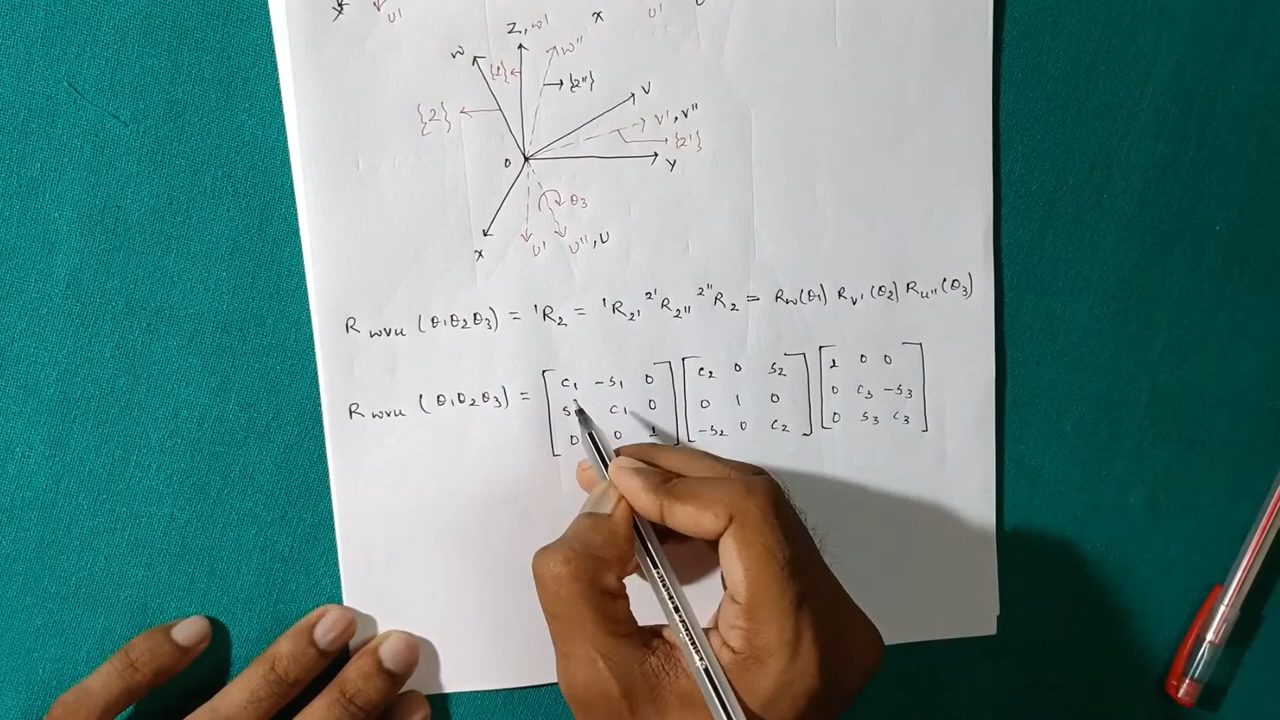 x
U'
x
U'
Z, w'
w
w"
{1}
{2"}
{2}
v
v', v"
{2'}
0
y
θ3
x
U'
U", U
R wvu (θ1θ2θ3) = ¹R₂ = ¹R₂' ²'R₂" ²"R₂ = Rw(θ1) Rv'(θ2) Ru"(θ3)
R wvu (θ1θ2θ3) = [c1 -s1 0] [c2 0 s2] [1 0 0]
[s1 c1 0] [0 1 0] [0 c3 -s3]
[0 0 1] [-s2 0 c2] [0 s3 c3]